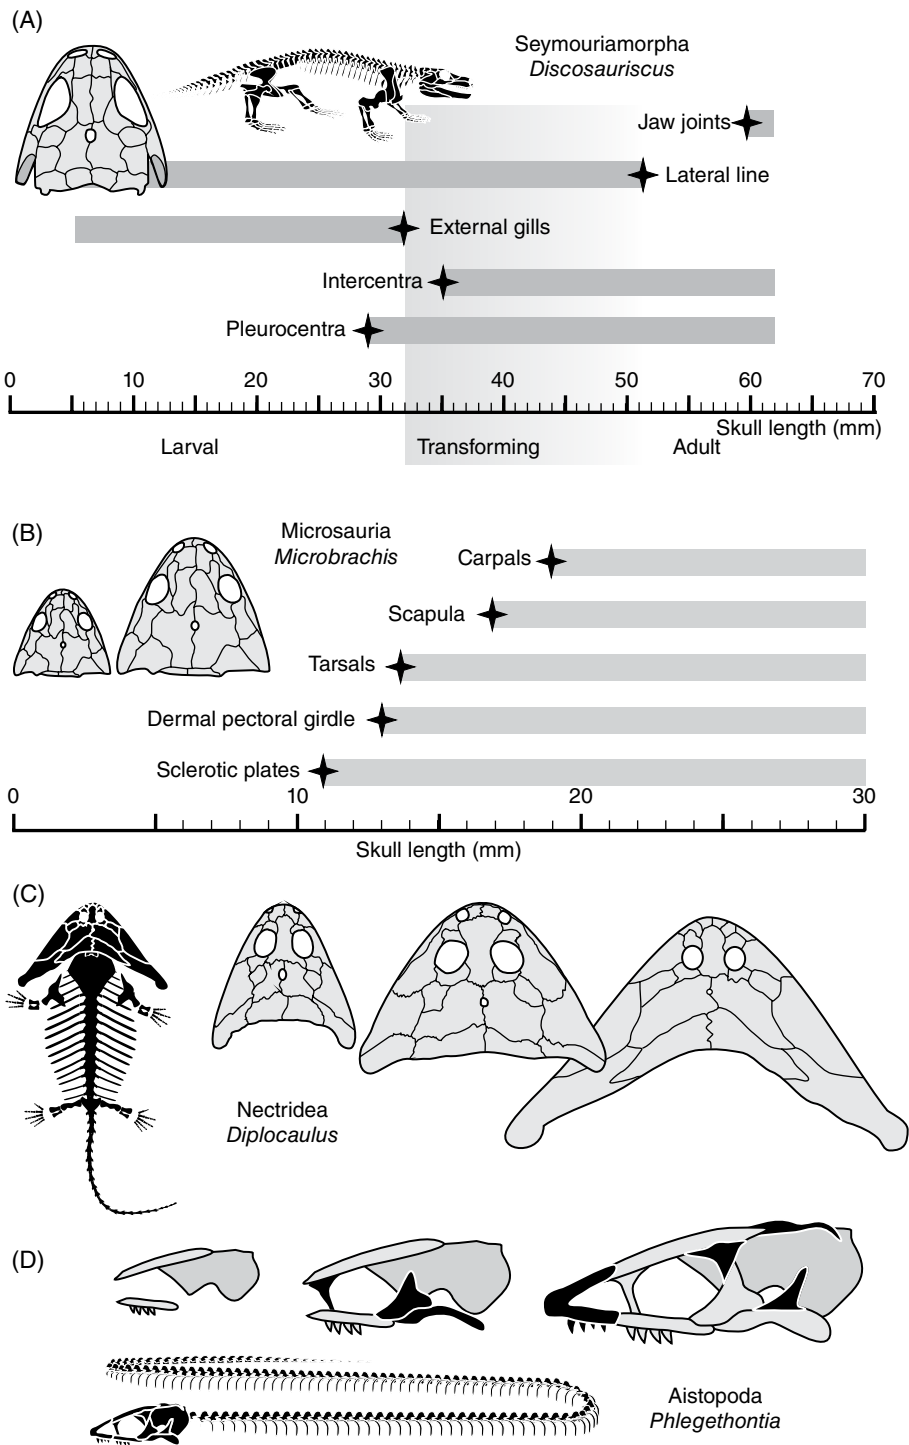 (A)
Seymouriamorpha
Discosauriscus
Jaw joints
Lateral line
External gills
Intercentra
Pleurocentra
0 10 20 30 40 50 60 70
Skull length (mm)
Larval Transforming Adult
(B)
Microsauria
Microbrachis
Carpals
Scapula
Tarsals
Dermal pectoral girdle
Sclerotic plates
0 10 20 30
Skull length (mm)
(C)
Nectridea
Diplocaulus
(D)
Aistopoda
Phlegethontia